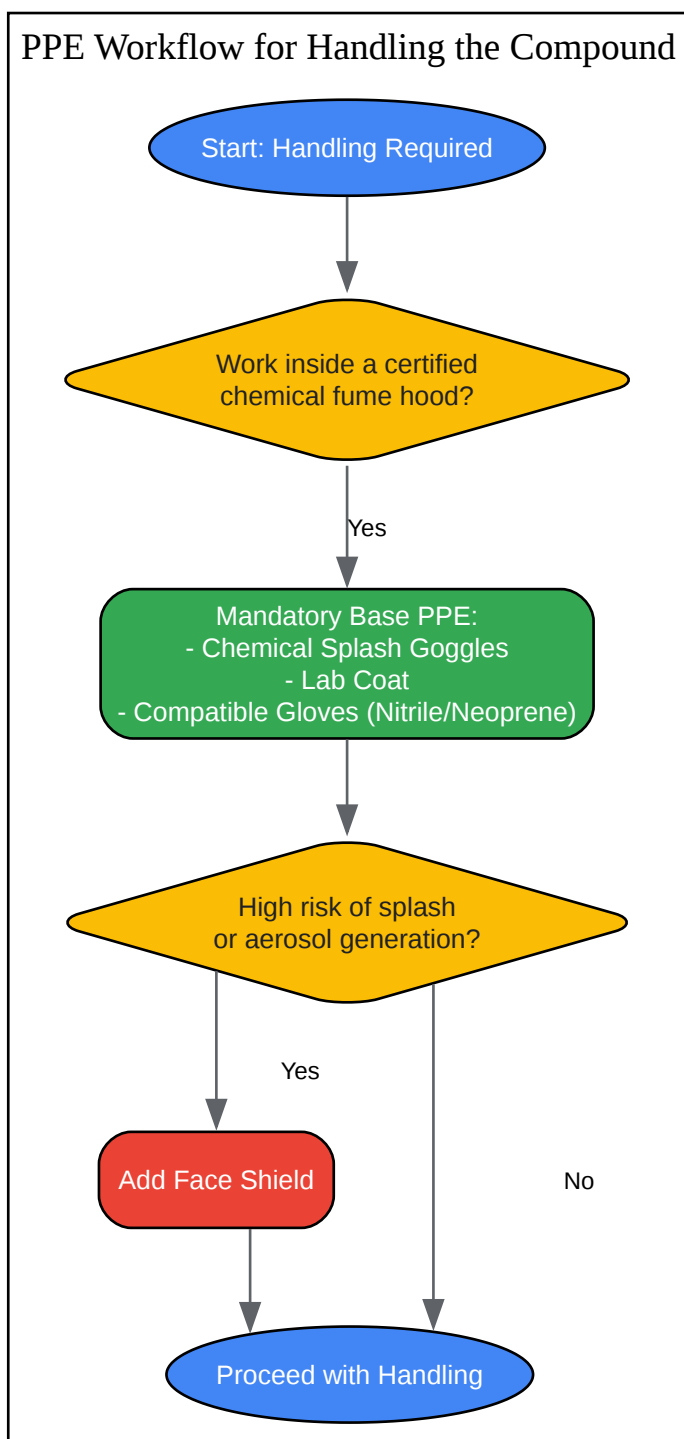 PPE Workflow for Handling the Compound
Start: Handling Required
Work inside a certified
chemical fume hood?
Yes
Mandatory Base PPE:
- Chemical Splash Goggles
- Lab Coat
- Compatible Gloves (Nitrile/Neoprene)
High risk of splash
or aerosol generation?
Yes
Add Face Shield
No
Proceed with Handling